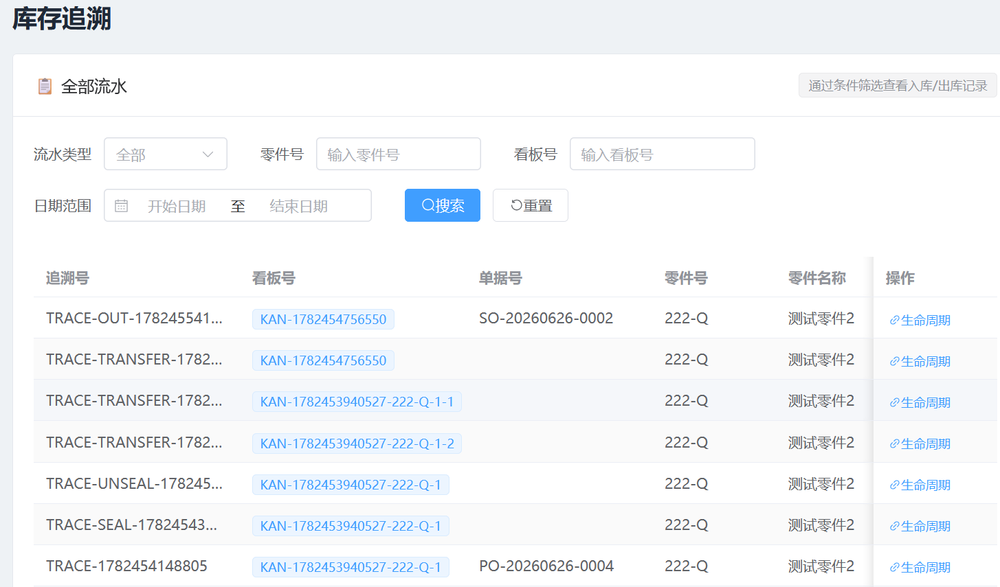 库存追溯
全部流水
通过条件筛选查看入库/出库记录
流水类型 全部 零件号 输入零件号 看板号 输入看板号
日期范围 开始日期 至 结束日期 搜索 重置
追溯号 看板号 单据号 零件号 零件名称 操作
TRACE-OUT-178245541... KAN-1782454756550 SO-20260626-0002 222-Q 测试零件2 生命周期
TRACE-TRANSFER-1782... KAN-1782454756550 222-Q 测试零件2 生命周期
TRACE-TRANSFER-1782... KAN-1782453940527-222-Q-1-1 222-Q 测试零件2 生命周期
TRACE-TRANSFER-1782... KAN-1782453940527-222-Q-1-2 222-Q 测试零件2 生命周期
TRACE-UNSEAL-178245... KAN-1782453940527-222-Q-1 222-Q 测试零件2 生命周期
TRACE-SEAL-17824543... KAN-1782453940527-222-Q-1 222-Q 测试零件2 生命周期
TRACE-1782454148805 KAN-1782453940527-222-Q-1 PO-20260626-0004 222-Q 测试零件2 生命周期